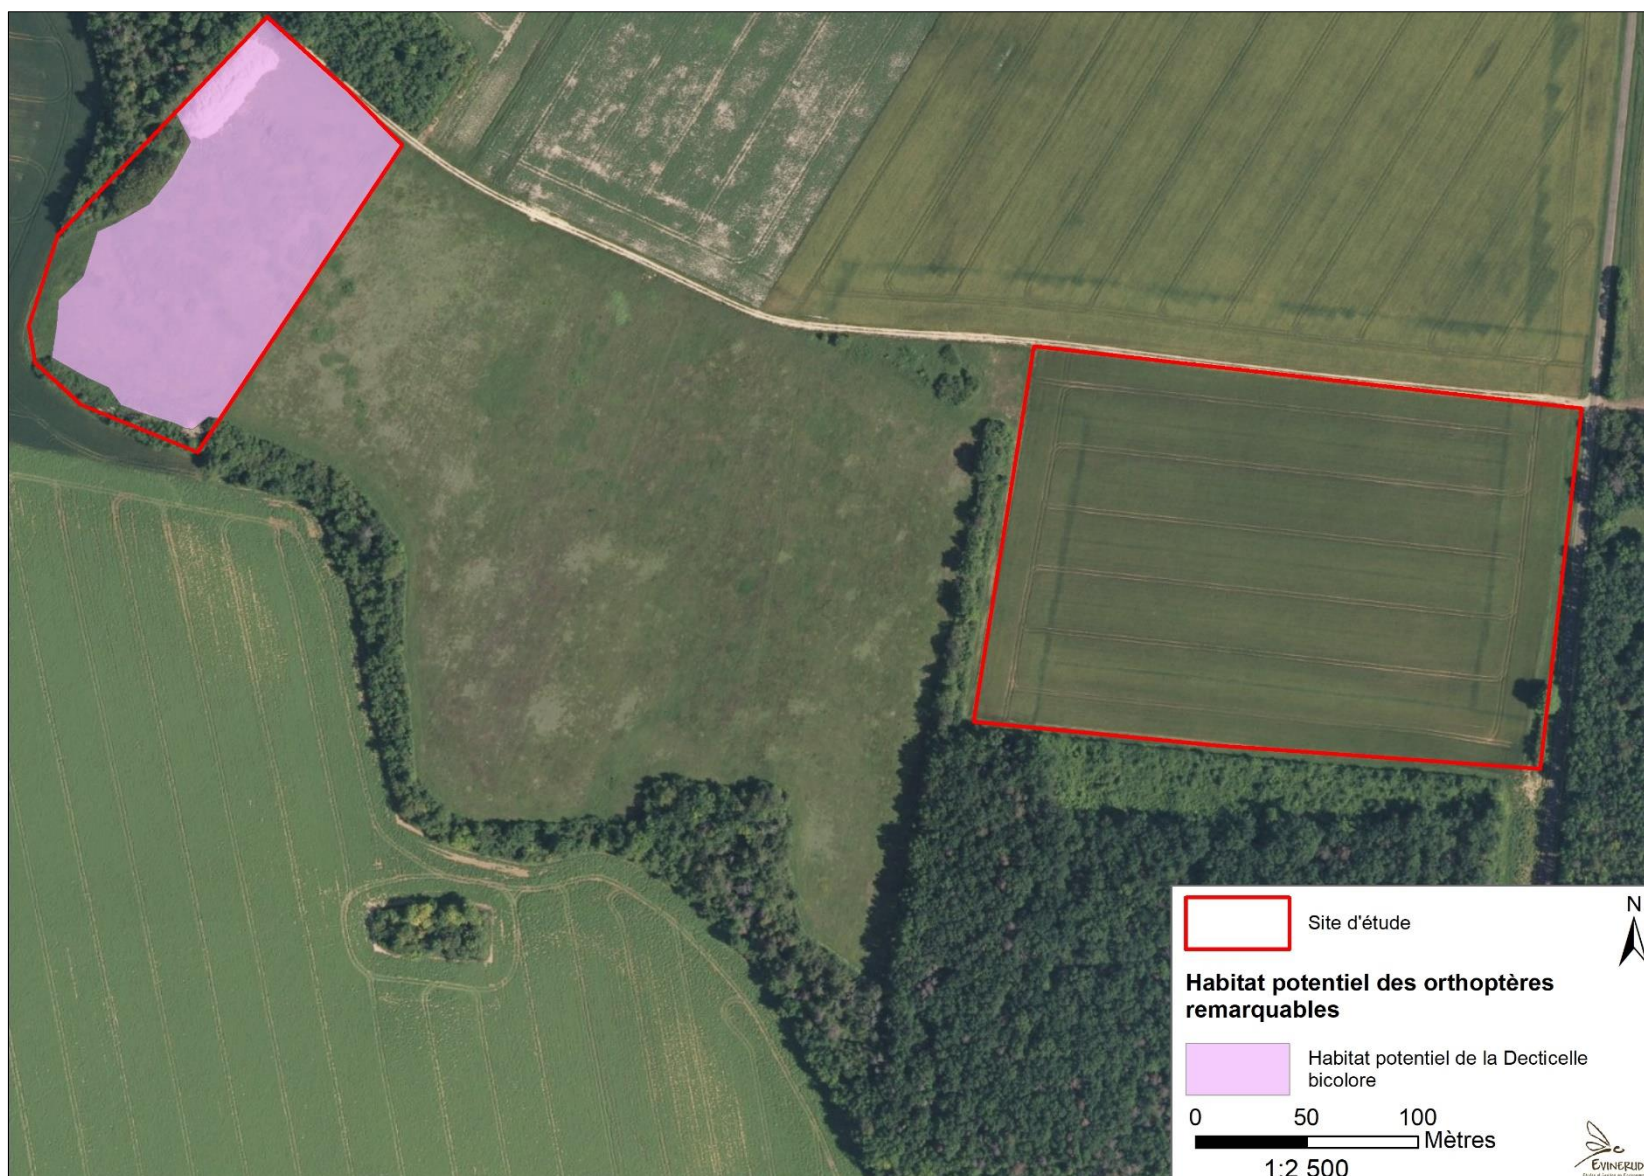 N
Site d'étude
Habitat potentiel des orthoptères
remarquables
Habitat potentiel de la Decticelle
bicolore
0 50 100
Mètres
1:2 500
EVINERUDE